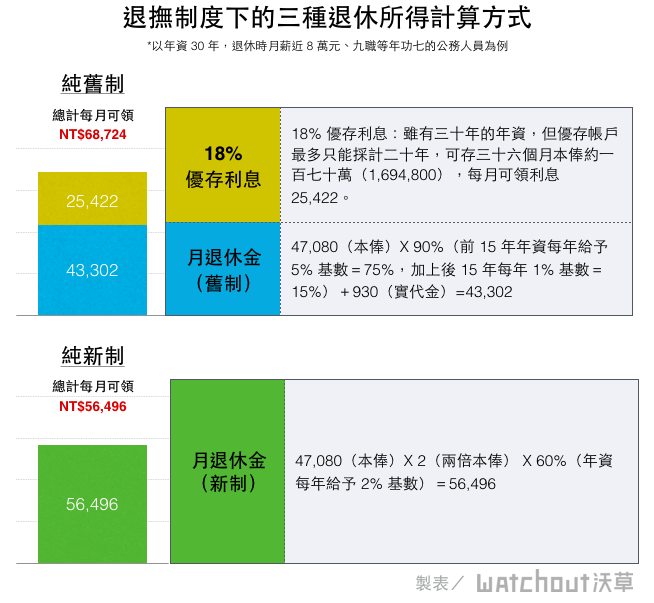 退撫制度下的三種退休所得計算方式
*以年資 30 年，退休時月薪近 8 萬元、九職等年功七的公務人員為例
純舊制
總計每月可領
NT$68,724
25,422
43,302
18%
優存利息
18% 優存利息：雖有三十年的年資，但優存帳戶
最多只能採計二十年，可存三十六個月本俸約一
百七十萬（1,694,800），每月可領利息
25,422。
月退休金
（舊制）
47,080（本俸）X 90%（前 15 年年資每年給予
5% 基數＝75%，加上後 15 年每年 1% 基數＝
15%）＋930（實代金）=43,302
純新制
總計每月可領
NT$56,496
56,496
月退休金
（新制）
47,080（本俸）X 2（兩倍本俸） X 60%（年資
每年給予 2% 基數）＝56,496
製表／ watchout沃草